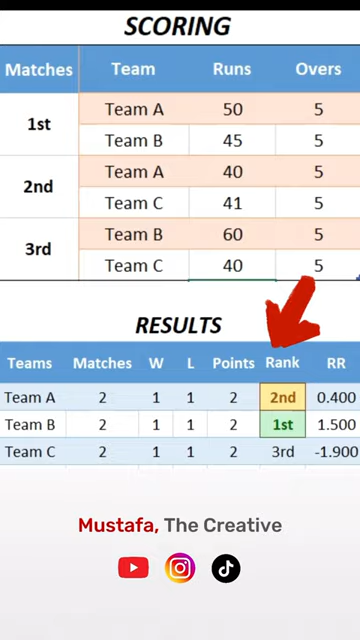 SCORING
Matches Team Runs Overs
1st Team A 50 5
Team B 45 5
2nd Team A 40 5
Team C 41 5
3rd Team B 60 5
Team C 40 5
RESULTS
Teams Matches W L Points Rank RR
Team A 2 1 1 2 2nd 0.400
Team B 2 1 1 2 1st 1.500
Team C 2 1 1 2 3rd -1.900
Mustafa, The Creative